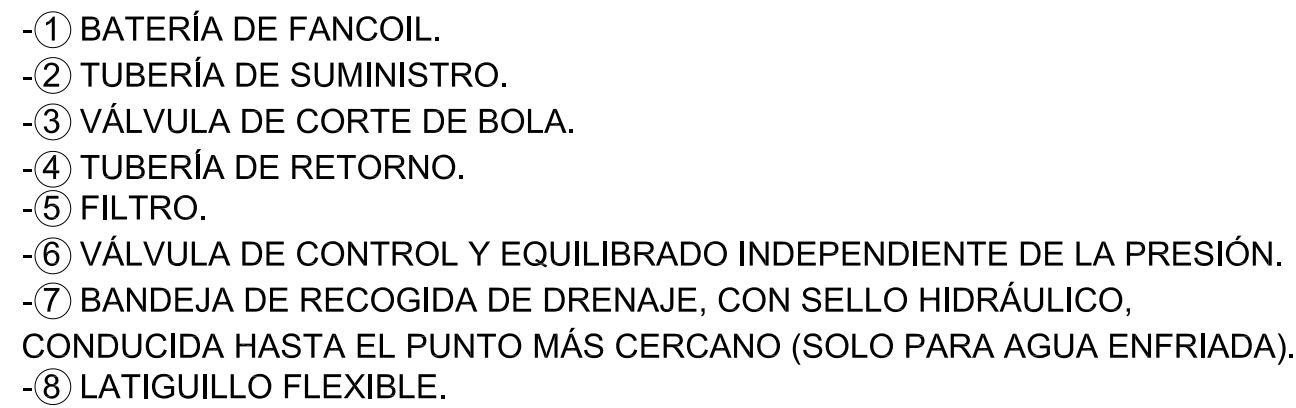 -① BATERÍA DE FANCOIL.
-② TUBERÍA DE SUMINISTRO.
-③ VÁLVULA DE CORTE DE BOLA.
-④ TUBERÍA DE RETORNO.
-⑤ FILTRO.
-⑥ VÁLVULA DE CONTROL Y EQUILIBRADO INDEPENDIENTE DE LA PRESIÓN.
-⑦ BANDEJA DE RECOGIDA DE DRENAJE, CON SELLO HIDRÁULICO,
CONDUCIDA HASTA EL PUNTO MÁS CERCANO (SOLO PARA AGUA ENFRIADA).
-⑧ LATIGUILLO FLEXIBLE.